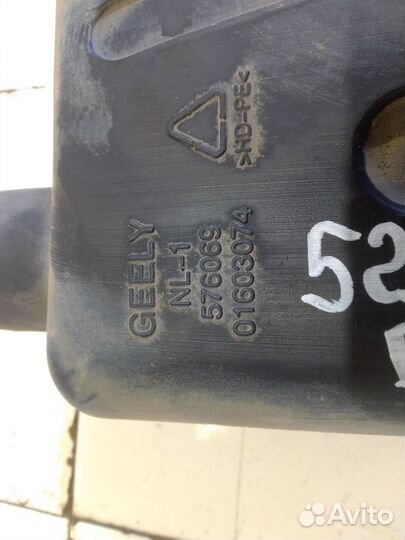 >HD-PE<
GEELY
NL-1
576069
01603074
52
Avito